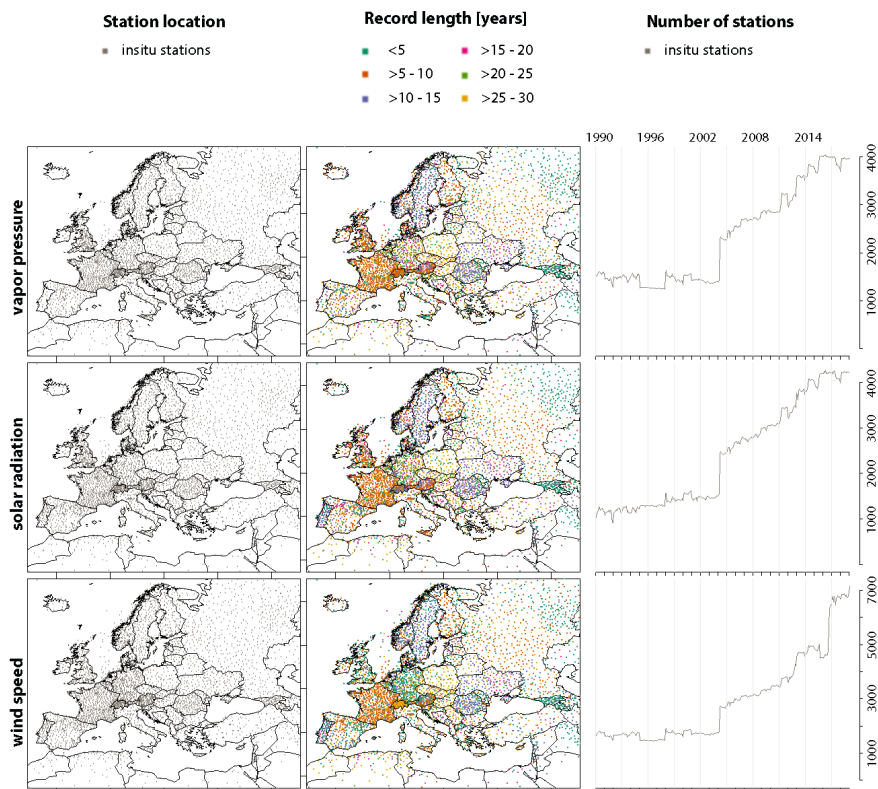 Station location
insitu stations
Record length [years]
<5
>15 - 20
>5 - 10
>20 - 25
>10 - 15
>25 - 30
Number of stations
insitu stations
1990 1996 2002 2008 2014
vapor pressure
4000
3000
2000
1000
solar radiation
4000
3000
2000
1000
wind speed
7000
5000
3000
1000